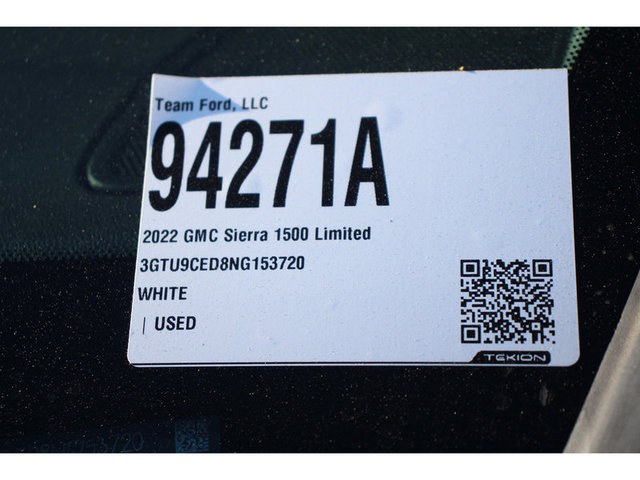 Team Ford, LLC
94271A
2022 GMC Sierra 1500 Limited
3GTU9CED8NG153720
WHITE
| USED
TEKION